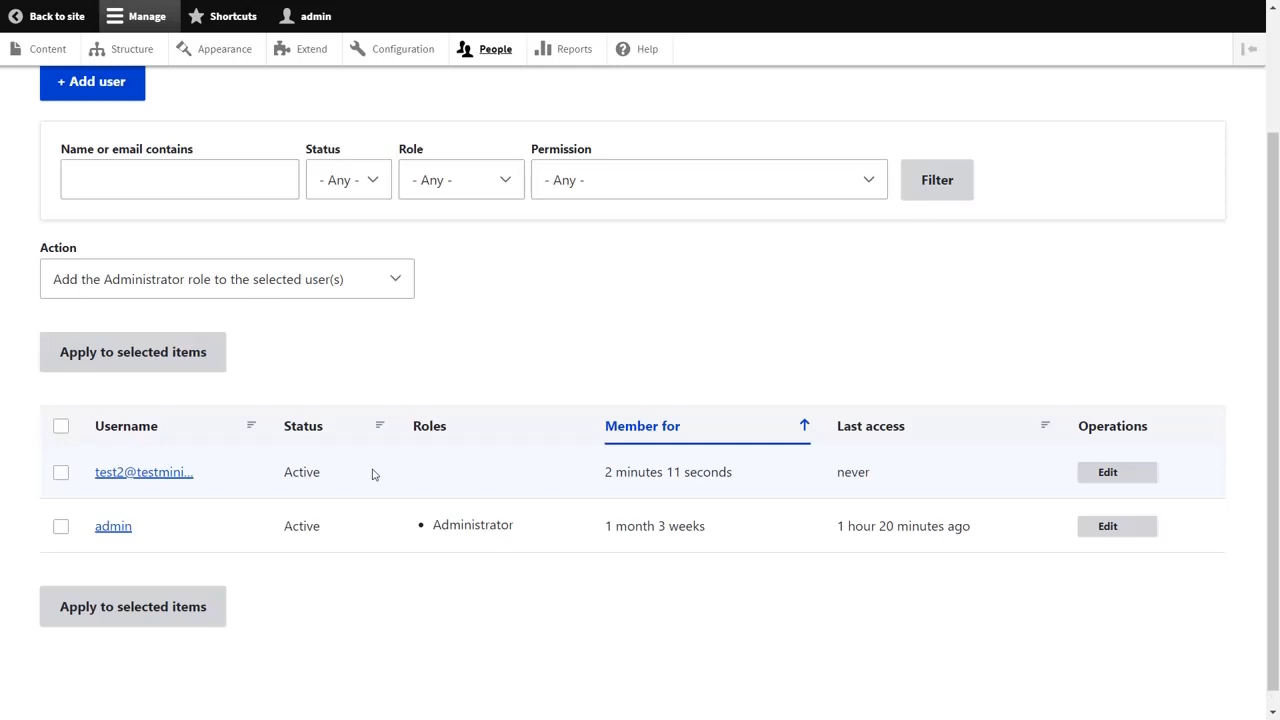 Back to site Manage Shortcuts admin
Content Structure Appearance Extend Configuration People Reports Help
+ Add user
Name or email contains Status Role Permission
- Any - - Any - - Any - Filter
Action
Add the Administrator role to the selected user(s)
Apply to selected items
Username Status Roles Member for Last access Operations
test2@testmini... Active 2 minutes 11 seconds never Edit
admin Active • Administrator 1 month 3 weeks 1 hour 20 minutes ago Edit
Apply to selected items